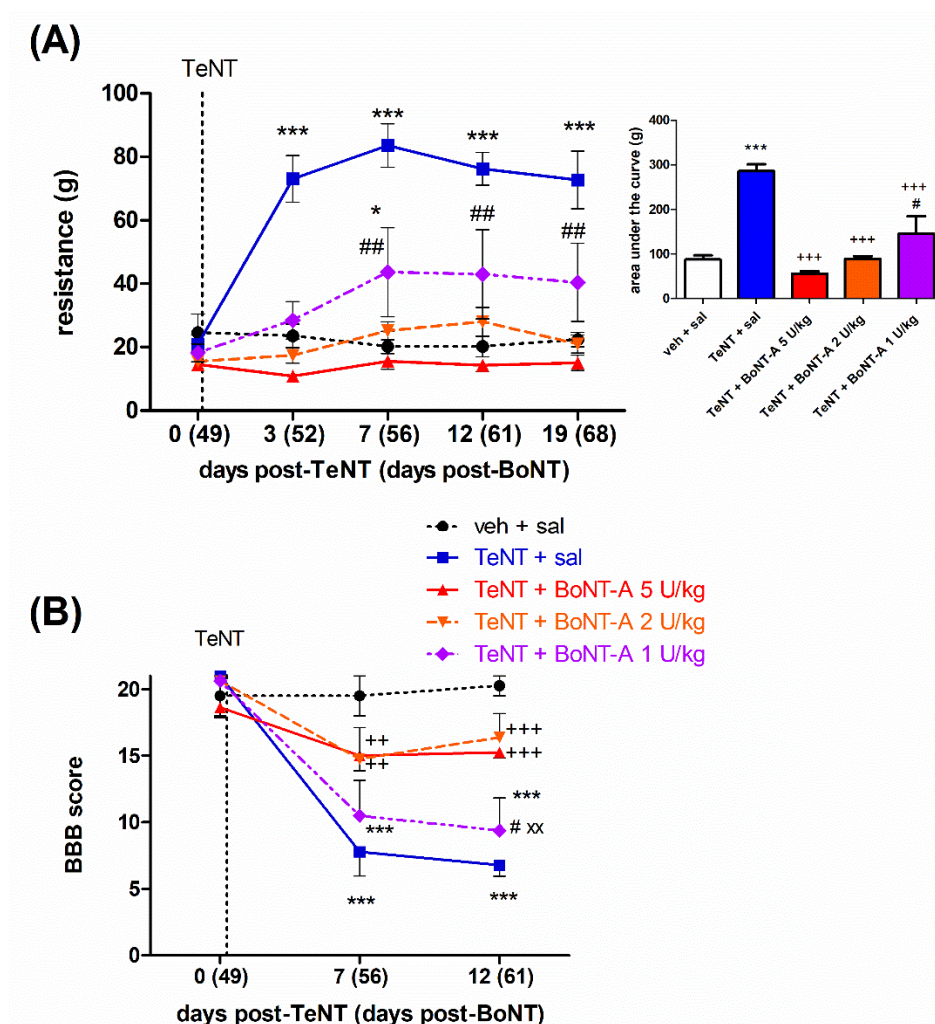 (A)
TeNT
resistance (g)
100
80
60
40
20
0
***
***
***
***
*
##
##
##
0 (49)
3 (52)
7 (56)
12 (61)
19 (68)
days post-TeNT (days post-BoNT)
area under the curve (g)
400
300
200
100
0
***
+++
+++
+++
#
veh + sal
TeNT + sal
TeNT + BoNT-A 5 U/kg
TeNT + BoNT-A 2 U/kg
TeNT + BoNT-A 1 U/kg
veh + sal
TeNT + sal
TeNT + BoNT-A 5 U/kg
TeNT + BoNT-A 2 U/kg
TeNT + BoNT-A 1 U/kg
(B)
TeNT
BBB score
20
15
10
5
0
++
++
***
***
+++
+++
***
# xx
***
0 (49)
7 (56)
12 (61)
days post-TeNT (days post-BoNT)